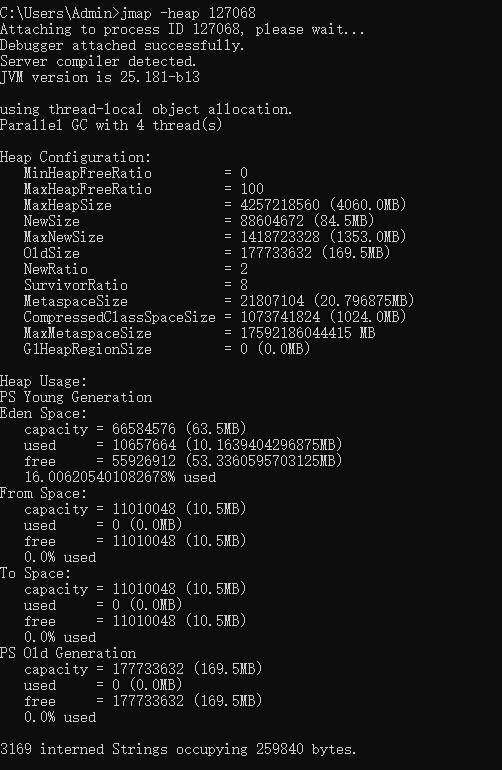 C:\Users\Admin>jmap -heap 127068
Attaching to process ID 127068, please wait...
Debugger attached successfully.
Server compiler detected.
JVM version is 25.181-b13

using thread-local object allocation.
Parallel GC with 4 thread(s)

Heap Configuration:
   MinHeapFreeRatio         = 0
   MaxHeapFreeRatio         = 100
   MaxHeapSize              = 4257218560 (4060.0MB)
   NewSize                  = 88604672 (84.5MB)
   MaxNewSize               = 1418723328 (1353.0MB)
   OldSize                  = 177733632 (169.5MB)
   NewRatio                 = 2
   SurvivorRatio            = 8
   MetaspaceSize            = 21807104 (20.796875MB)
   CompressedClassSpaceSize = 1073741824 (1024.0MB)
   MaxMetaspaceSize         = 17592186044415 MB
   G1HeapRegionSize         = 0 (0.0MB)

Heap Usage:
PS Young Generation
Eden Space:
   capacity = 66584576 (63.5MB)
   used     = 10657664 (10.1639404296875MB)
   free     = 55926912 (53.3360595703125MB)
   16.006205401082678% used
From Space:
   capacity = 11010048 (10.5MB)
   used     = 0 (0.0MB)
   free     = 11010048 (10.5MB)
   0.0% used
To Space:
   capacity = 11010048 (10.5MB)
   used     = 0 (0.0MB)
   free     = 11010048 (10.5MB)
   0.0% used
PS Old Generation
   capacity = 177733632 (169.5MB)
   used     = 0 (0.0MB)
   free     = 177733632 (169.5MB)
   0.0% used

3169 interned Strings occupying 259840 bytes.